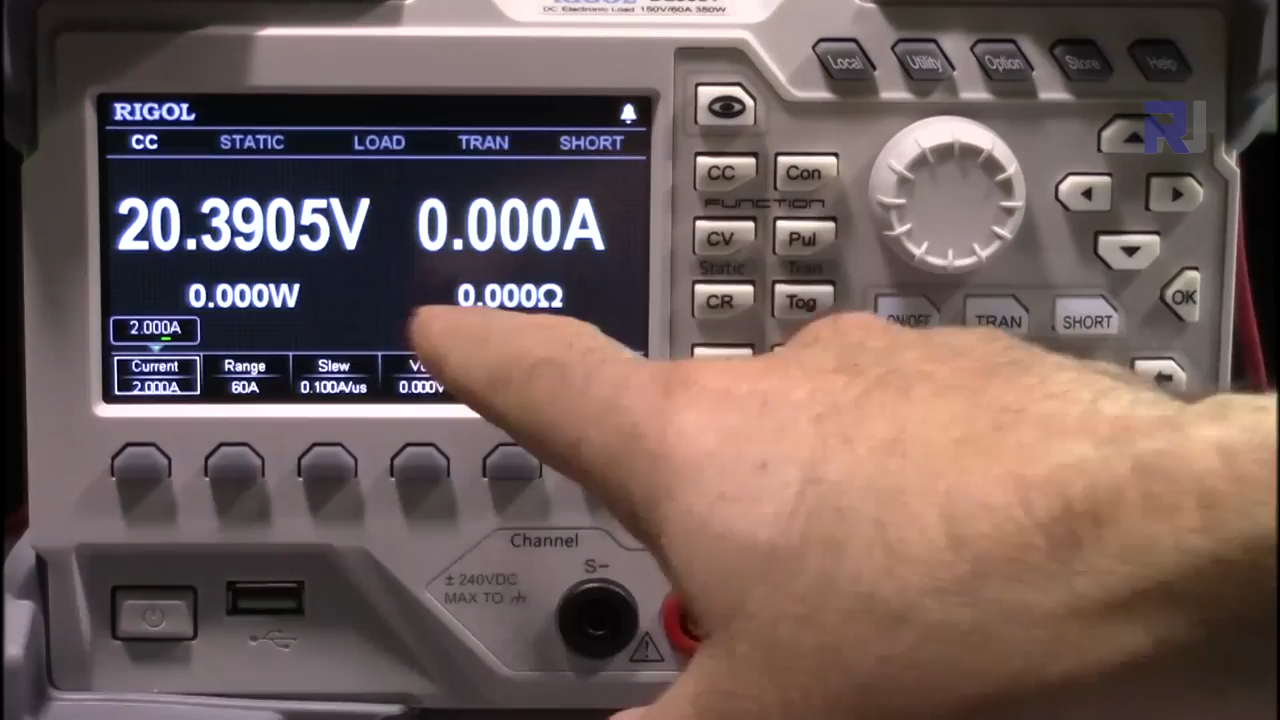 DC Electronic Load 150V/60A 350W
Local Utility Option Store Help
RIGOL
CC STATIC LOAD TRAN SHORT
20.3905V 0.000A
0.000W 0.000Ω
2.000A
Current Range Slew
2.000A 60A 0.100A/us 0.000V
CC Con
FUNCTION
CV Pul
Static Tran
CR Tog
ON/OFF TRAN SHORT
OK
RJ
Channel
S-
± 240VDC
MAX TO